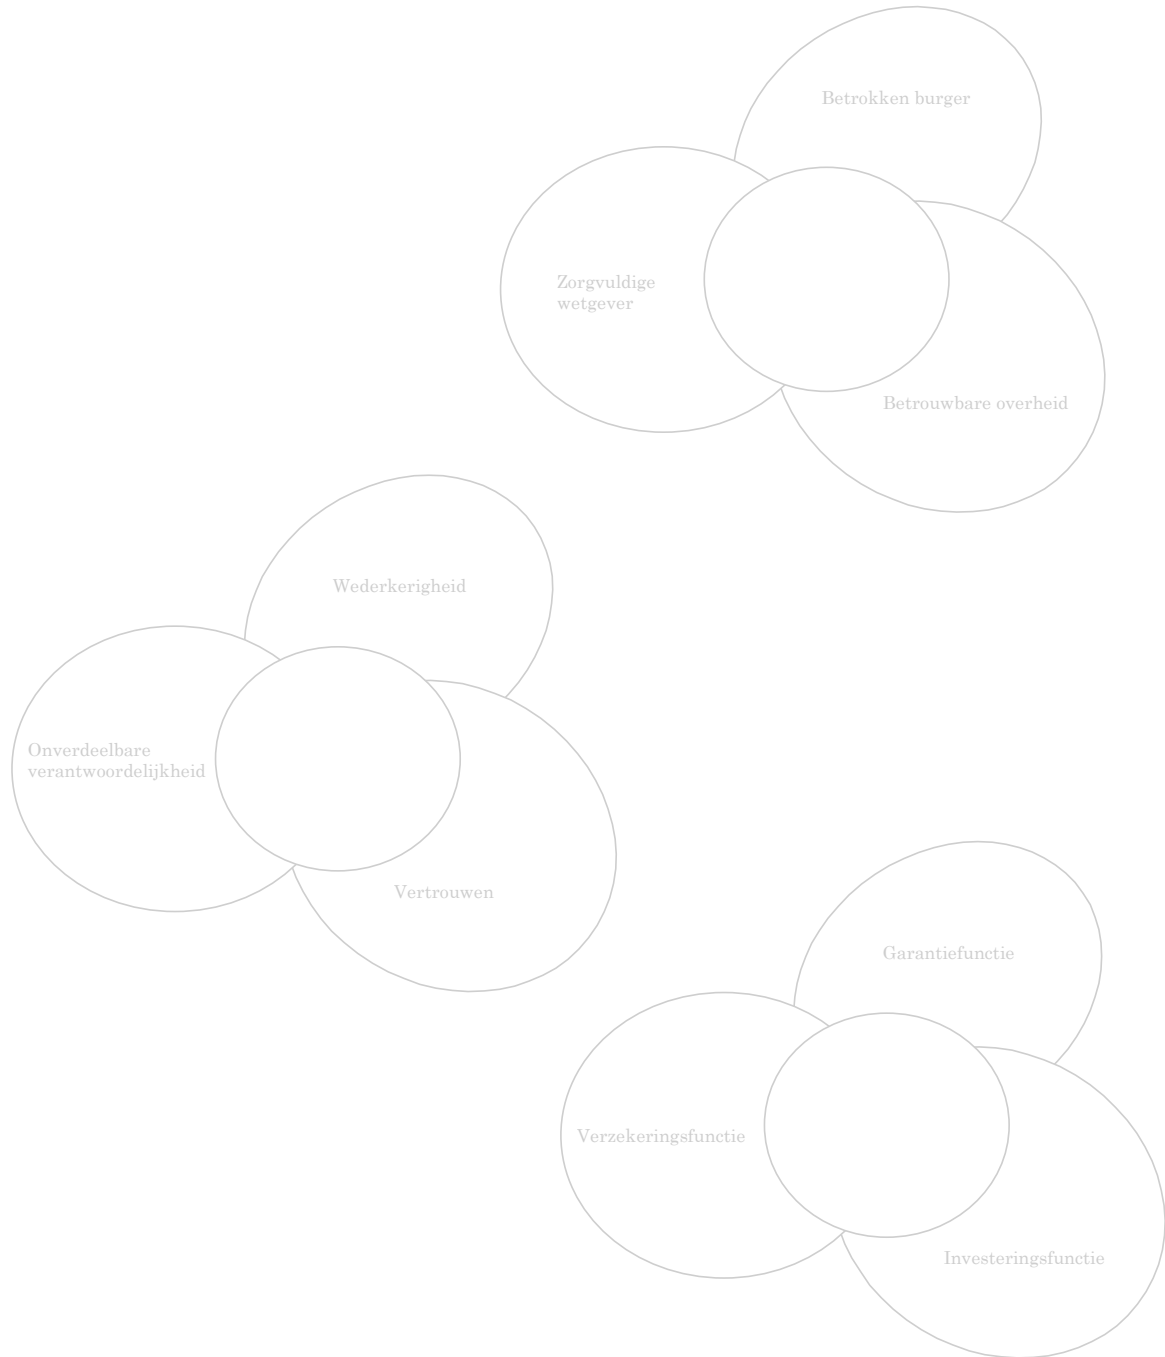 Betrokken burger
Zorgvuldige
wetgever
Betrouwbare overheid
Wederkerigheid
Onverdeelbare
verantwoordelijkheid
Vertrouwen
Garantiefunctie
Verzekeringsfunctie
Investeringsfunctie